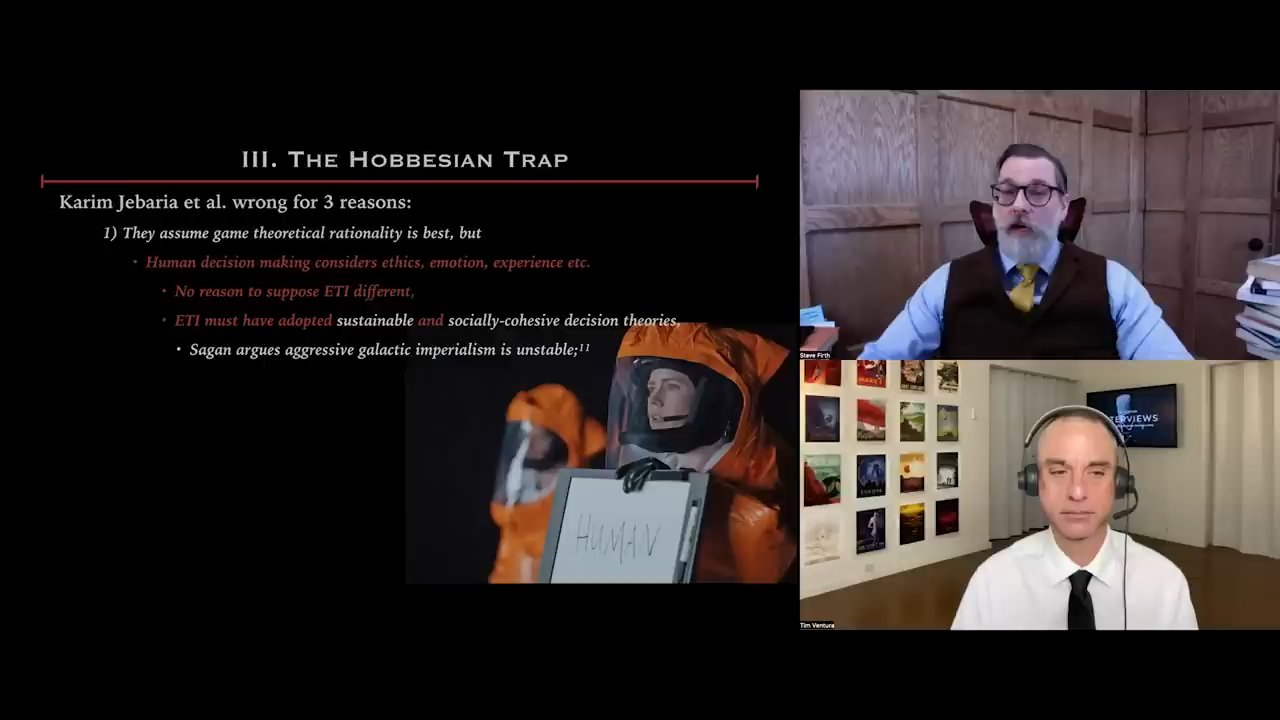 III. The Hobbesian Trap
Karim Jebaria et al. wrong for 3 reasons:
1) They assume game theoretical rationality is best, but
· Human decision making considers ethics, emotion, experience etc.
· No reason to suppose ETI different,
· ETI must have adopted sustainable and socially-cohesive decision theories,
• Sagan argues aggressive galactic imperialism is unstable;¹¹
HUMAN
Steve Firth
EUROPA
TERVIEWS
Tim Ventura